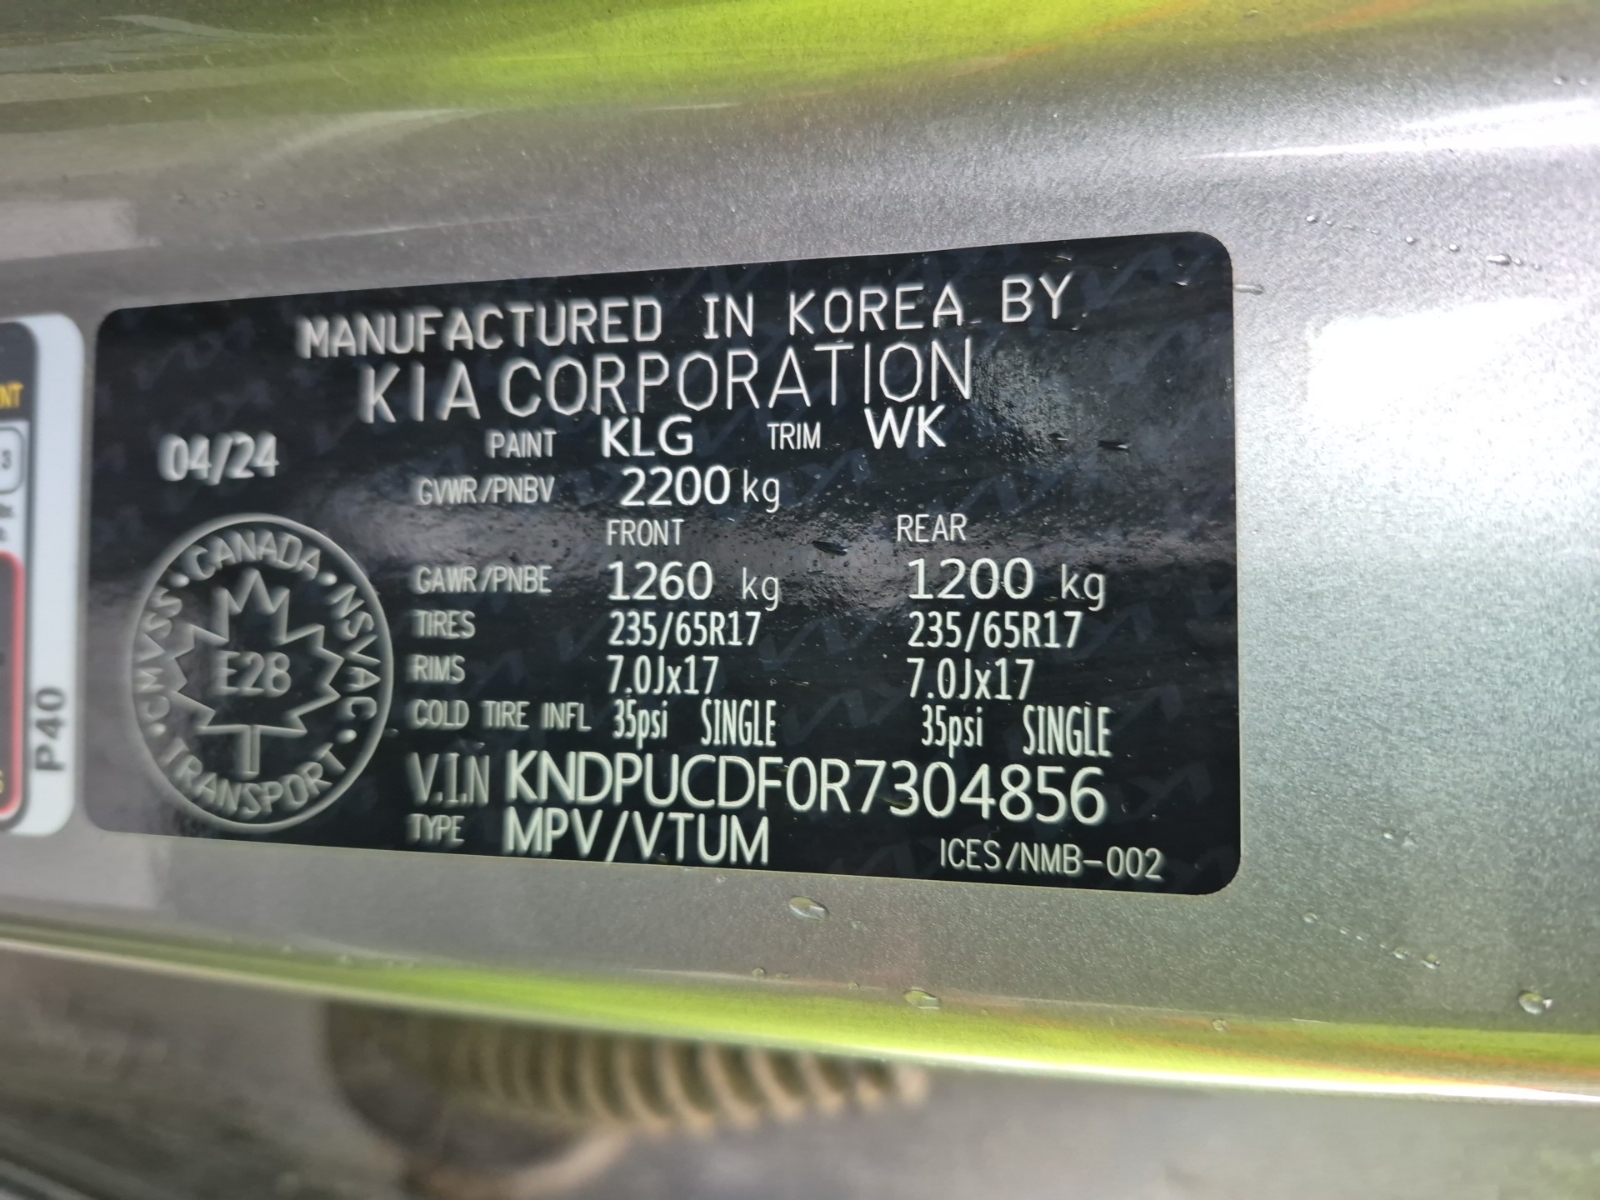 MANUFACTURED IN KOREA BY
KIA CORPORATION
04/24 PAINT KLG TRIM WK
GVWR/PNBV 2200 kg
FRONT REAR
GAWR/PNBE 1260 kg 1200 kg
TIRES 235/65R17 235/65R17
RIMS 7.0Jx17 7.0Jx17
COLD TIRE INFL 35psi SINGLE 35psi SINGLE
V.I.N KNDPUCDF0R7304856
TYPE MPV/VTUM
ICES/NMB-002
CANADA • NSVAC • TRANSPORT • CMVSS •
E28
P40